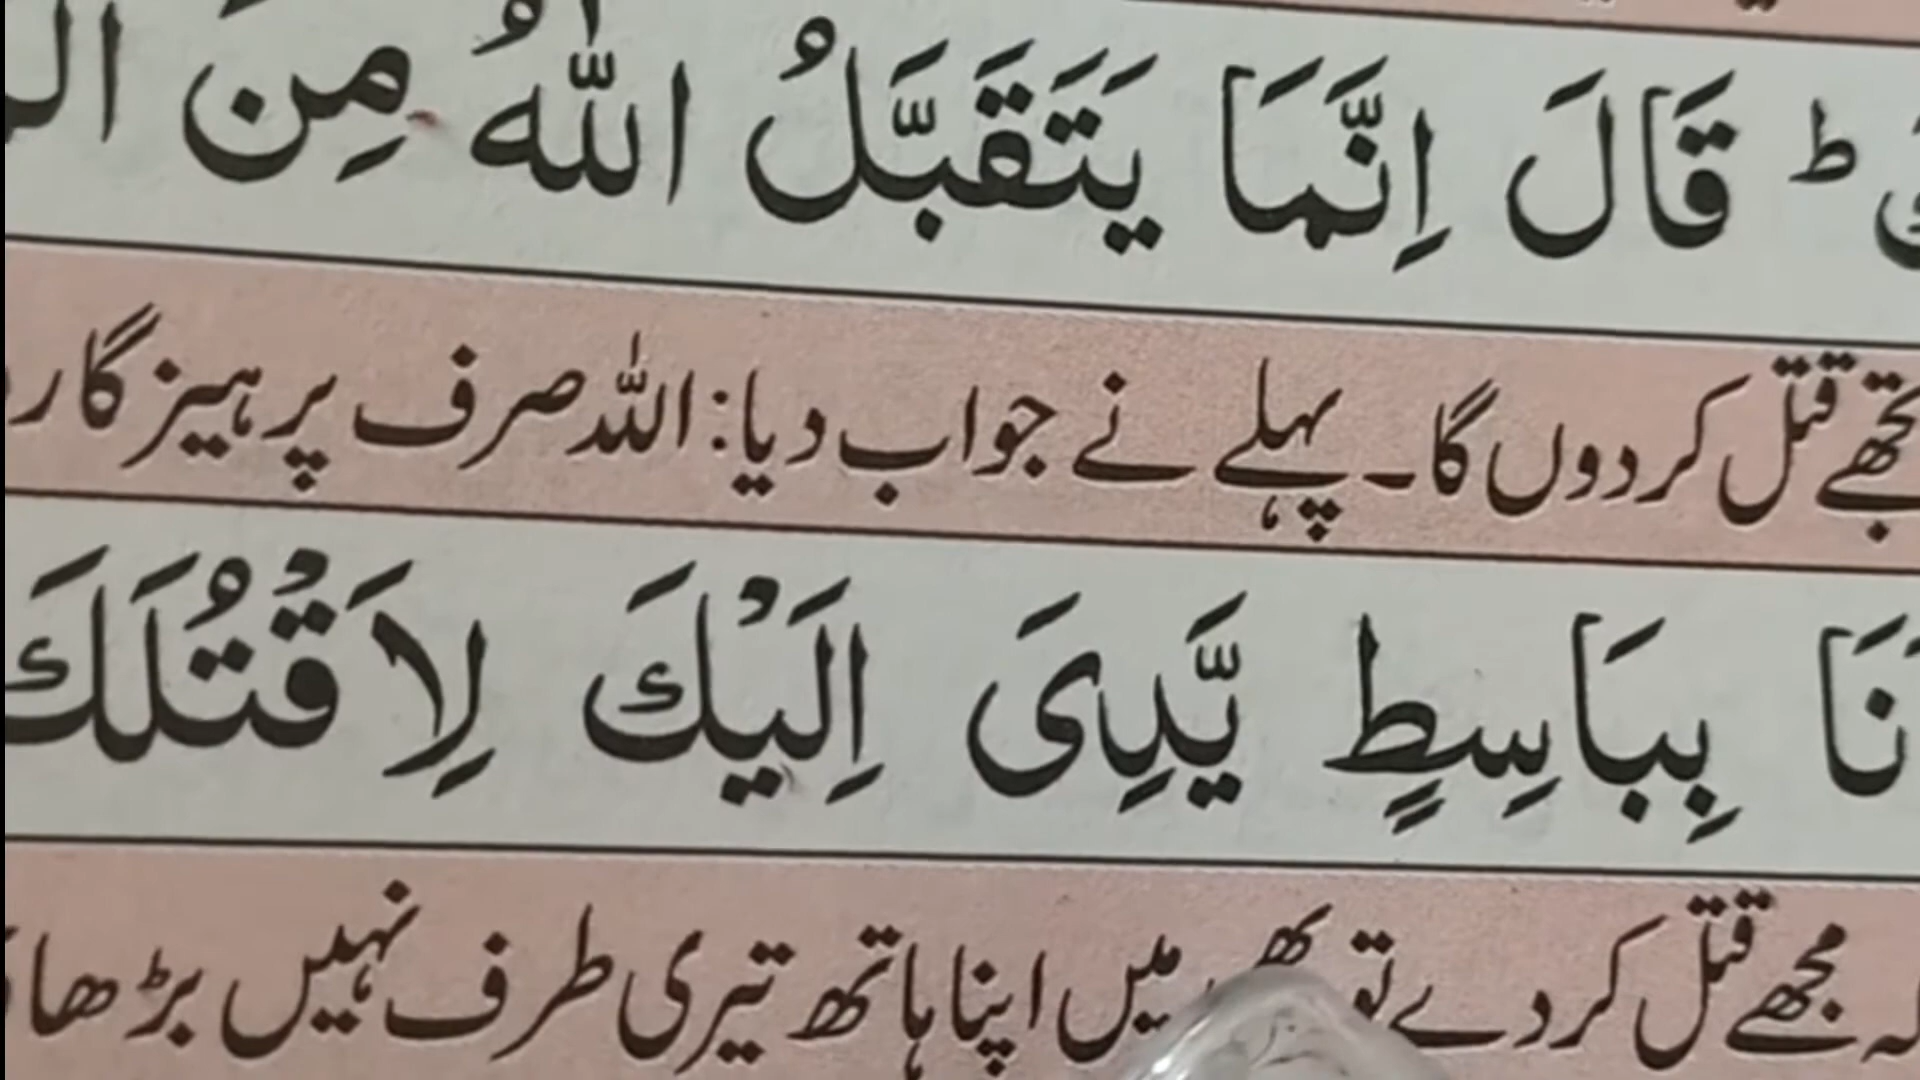 ۚ قَالَ اِنَّمَا يَتَقَبَّلُ اللّٰهُ مِنَ
تجھے قتل کر دوں گا۔ پہلے نے جواب دیا: اللہ صرف پرہیزگار
نَا بِبَاسِطٍ يَّدِىَ اِلَيْكَ لِاَقْتُلَكَ
مجھے قتل کر دے تو بھی میں اپنا ہاتھ تیری طرف نہیں بڑھا